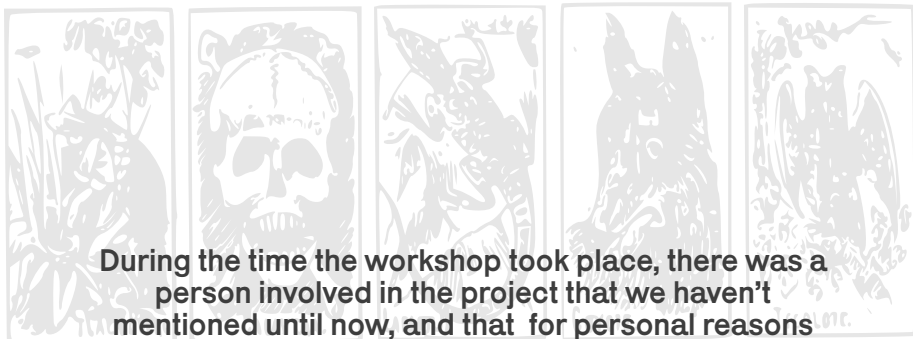 During the time the workshop took place, there was a
person involved in the project that we haven't
mentioned until now, and that for personal reasons